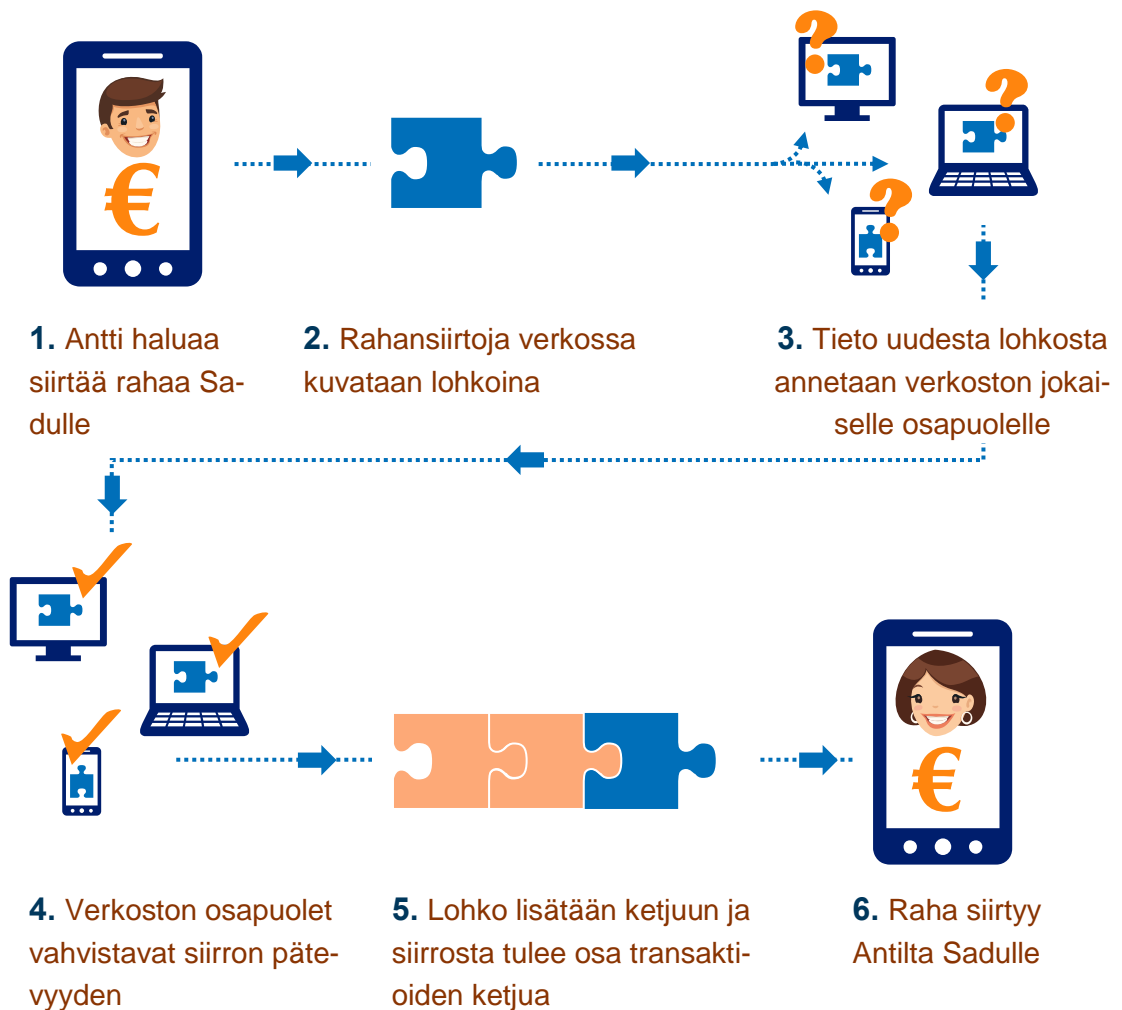 €
1. Antti haluaa
siirtää rahaa Sa-
dulle
2. Rahansiirtoja verkossa
kuvataan lohkoina
? ? ?
3. Tieto uudesta lohkosta
annetaan verkoston jokai-
selle osapuolelle
4. Verkoston osapuolet
vahvistavat siirron päte-
vyyden
5. Lohko lisätään ketjuun ja
siirrosta tulee osa transakti-
oiden ketjua
€
6. Raha siirtyy
Antilta Sadulle